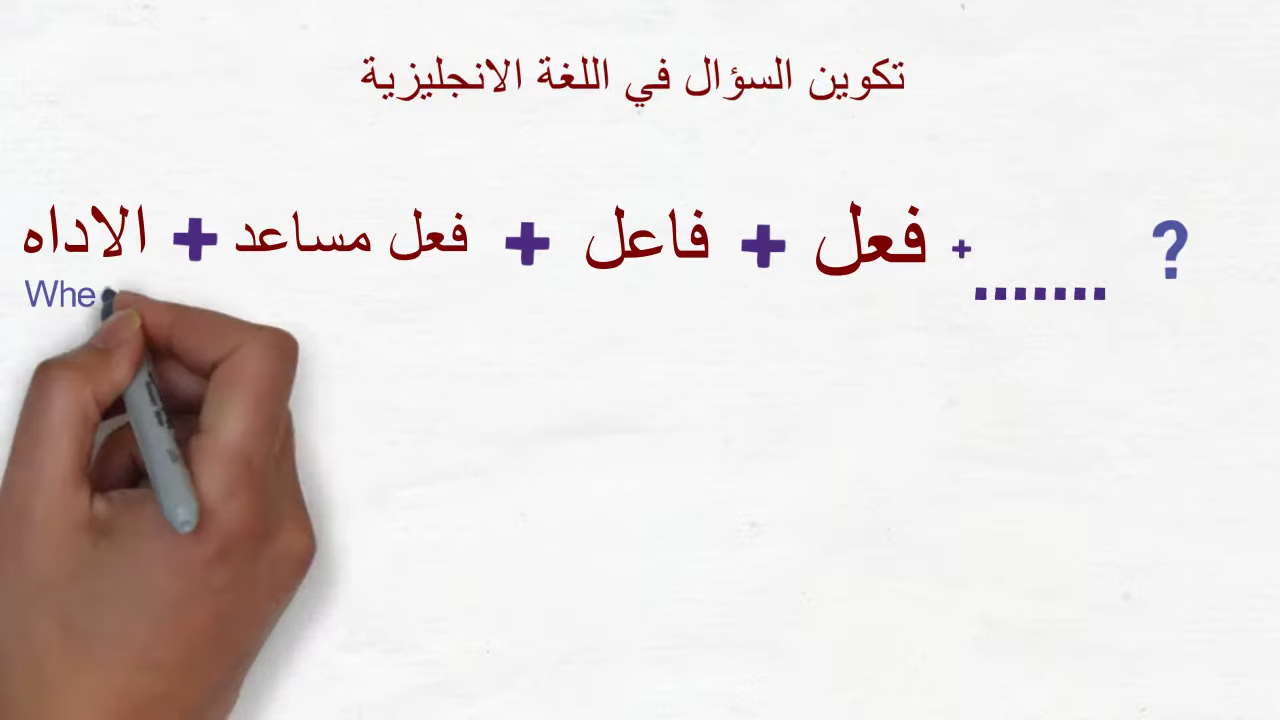 تكوين السؤال في اللغة الانجليزية
الاداه + فعل مساعد + فاعل + فعل + ....... ?
Whe